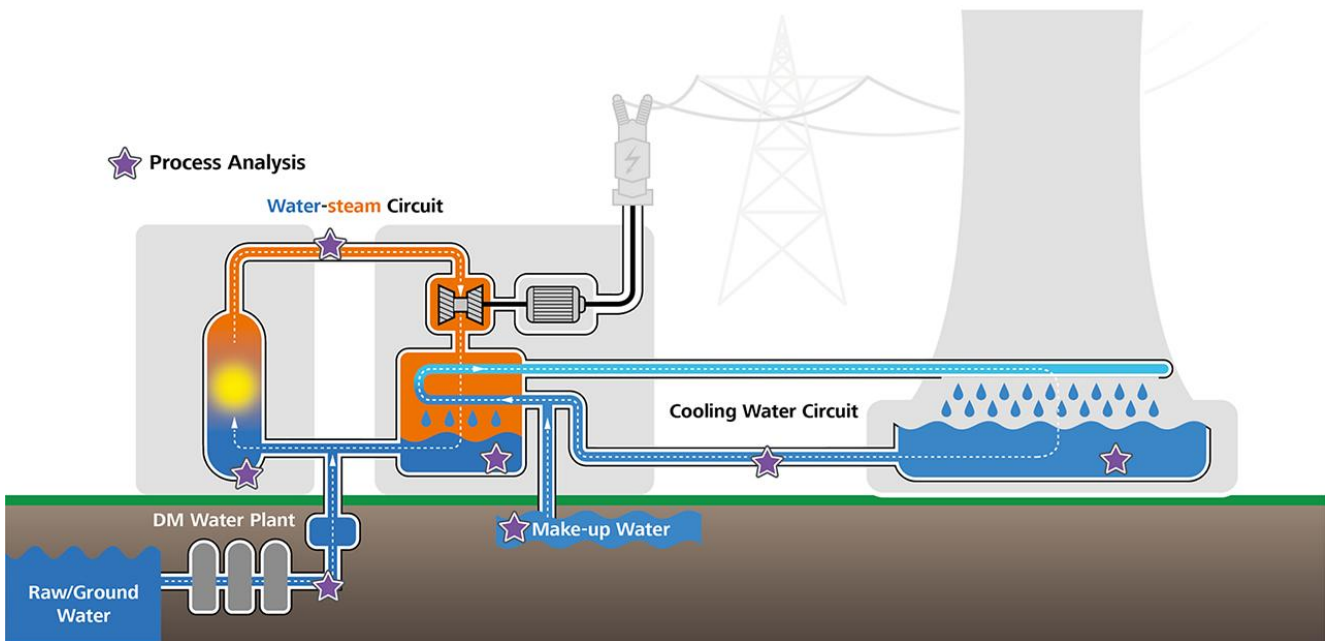 Process Analysis
Water-steam Circuit
Cooling Water Circuit
DM Water Plant
Make-up Water
Raw/Ground
Water